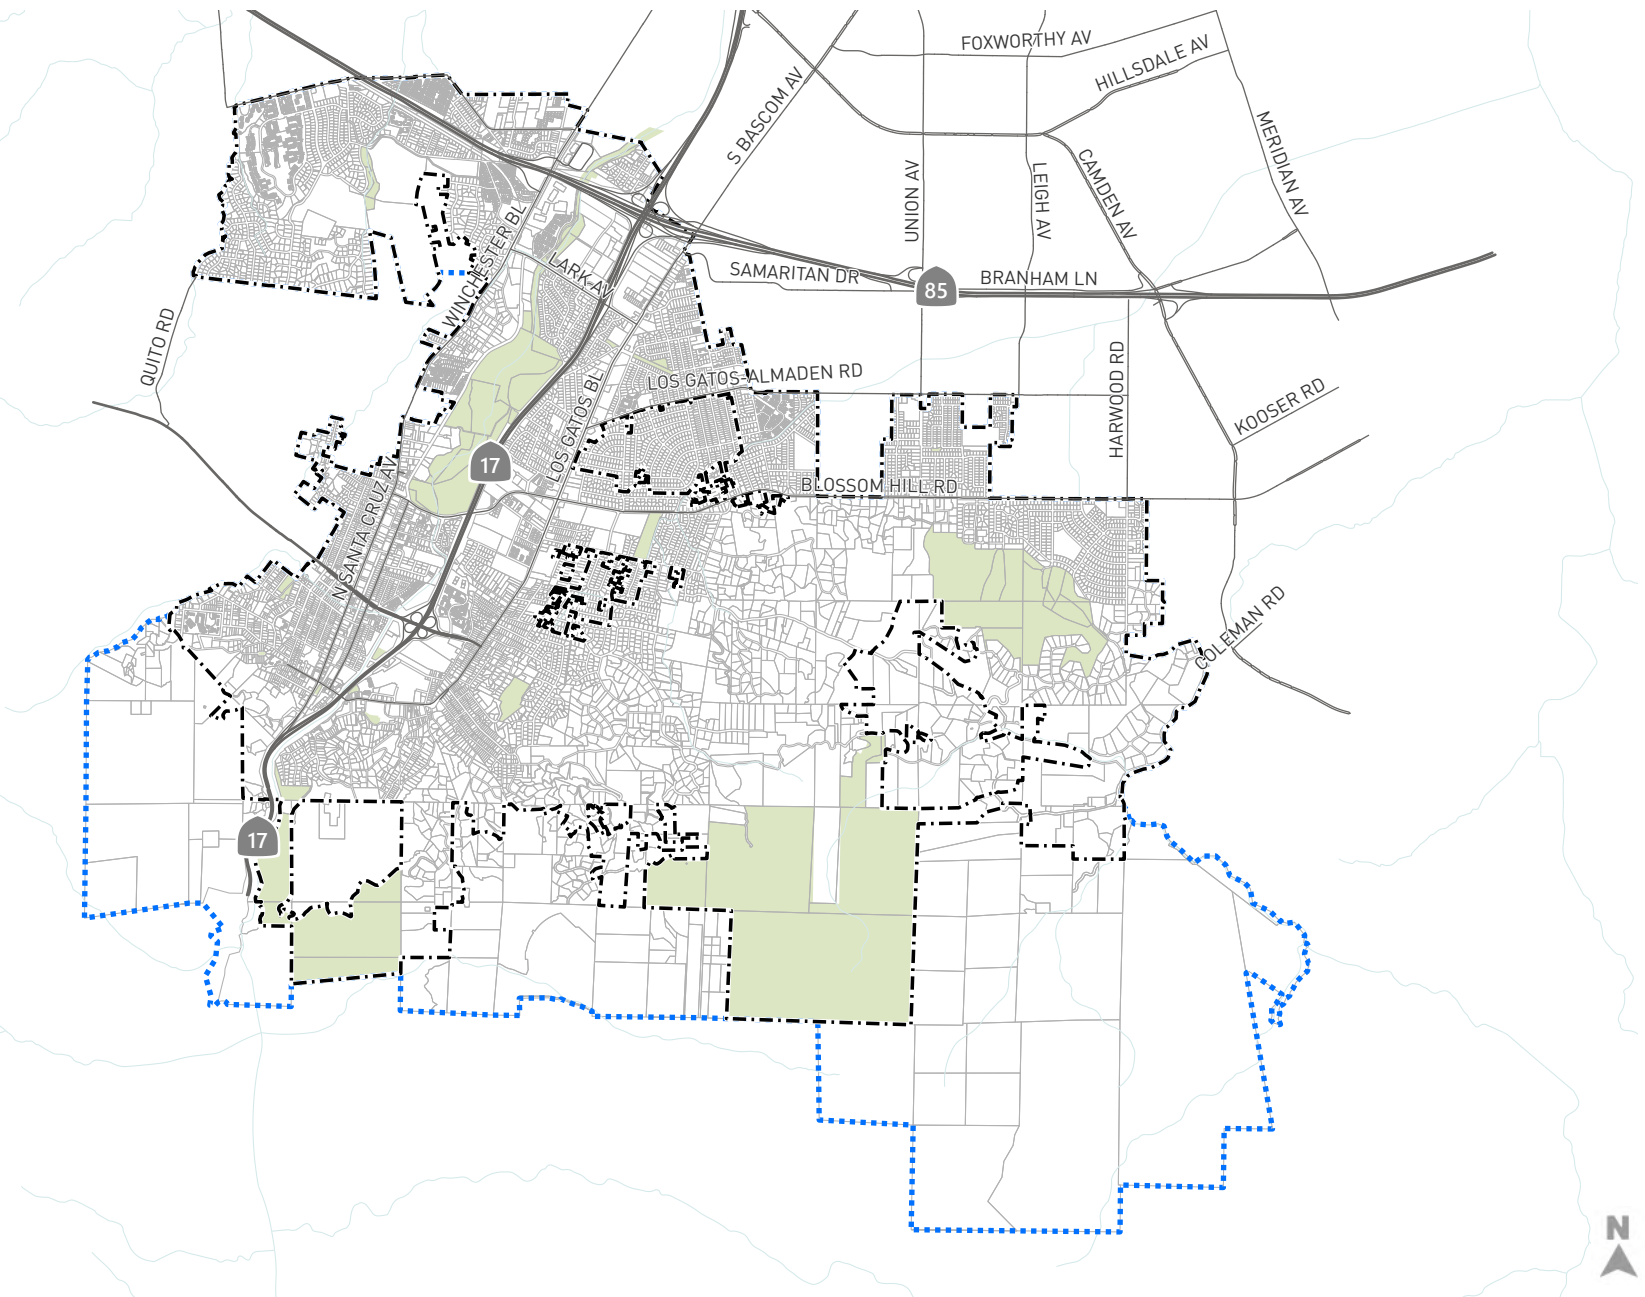 FOXWORTHY AV
HILLSDALE AV
S BASCOM AV
MERIDIAN AV
UNION AV
LEIGH AV
CAMDEN AV
WINCHESTER BL
LARK AV
SAMARITAN DR
85
BRANHAM LN
QUITO RD
LOS GATOS-ALMADEN RD
HARWOOD RD
KOOSER RD
LOS GATOS BL
17
BLOSSOM HILL RD
N SANTA CRUZ AV
COLEMAN RD
17
N